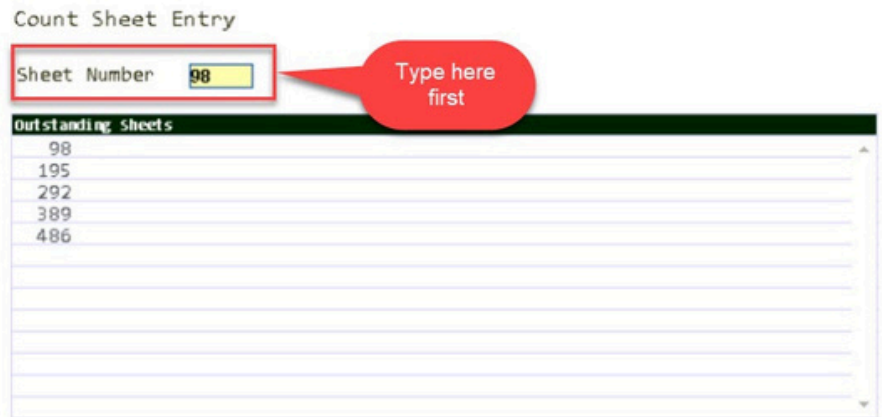 Count Sheet Entry
Sheet Number 98
Type here
first
Outstanding Sheets
98
195
292
389
486